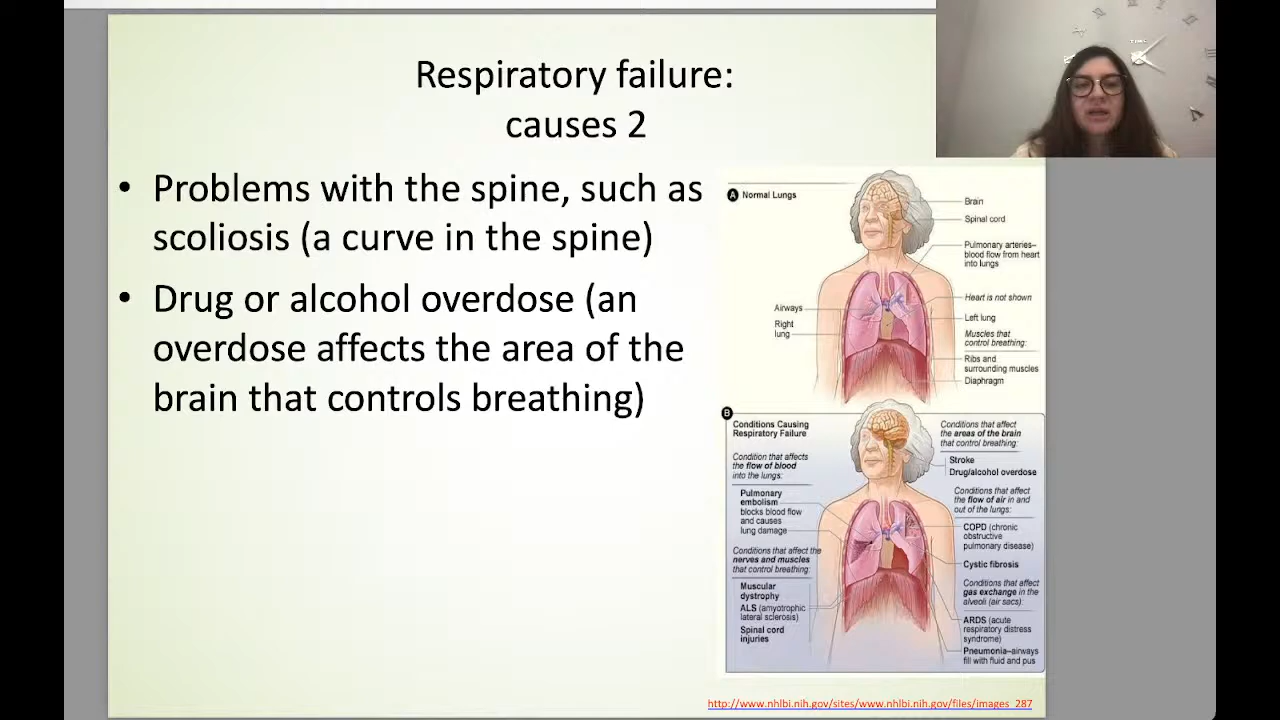 Respiratory failure:
causes 2
• Problems with the spine, such as
scoliosis (a curve in the spine)
• Drug or alcohol overdose (an
overdose affects the area of the
brain that controls breathing)
A Normal Lungs
Brain
Spinal cord
Pulmonary arteries–
blood flow from heart
into lungs
Heart is not shown
Airways
Left lung
Right
lung
Muscles that
control breathing:
Ribs and
surrounding muscles
Diaphragm
B
Conditions Causing
Respiratory Failure
Condition that affects
the flow of blood
into the lungs:
Pulmonary
embolism
blocks blood flow
and causes
lung damage
Conditions that affect the
nerves and muscles
that control breathing:
Muscular
dystrophy
ALS (amyotrophic
lateral sclerosis)
Spinal cord
injuries
Conditions that affect
the areas of the brain
that control breathing:
Stroke
Drug/alcohol overdose
Conditions that affect
the flow of air in and
out of the lungs:
COPD (chronic
obstructive
pulmonary disease)
Cystic fibrosis
Conditions that affect
gas exchange in the
alveoli (air sacs):
ARDS (acute
respiratory distress
syndrome)
Pneumonia–airways
fill with fluid and pus
http://www.nhlbi.nih.gov/sites/www.nhlbi.nih.gov/files/images_287